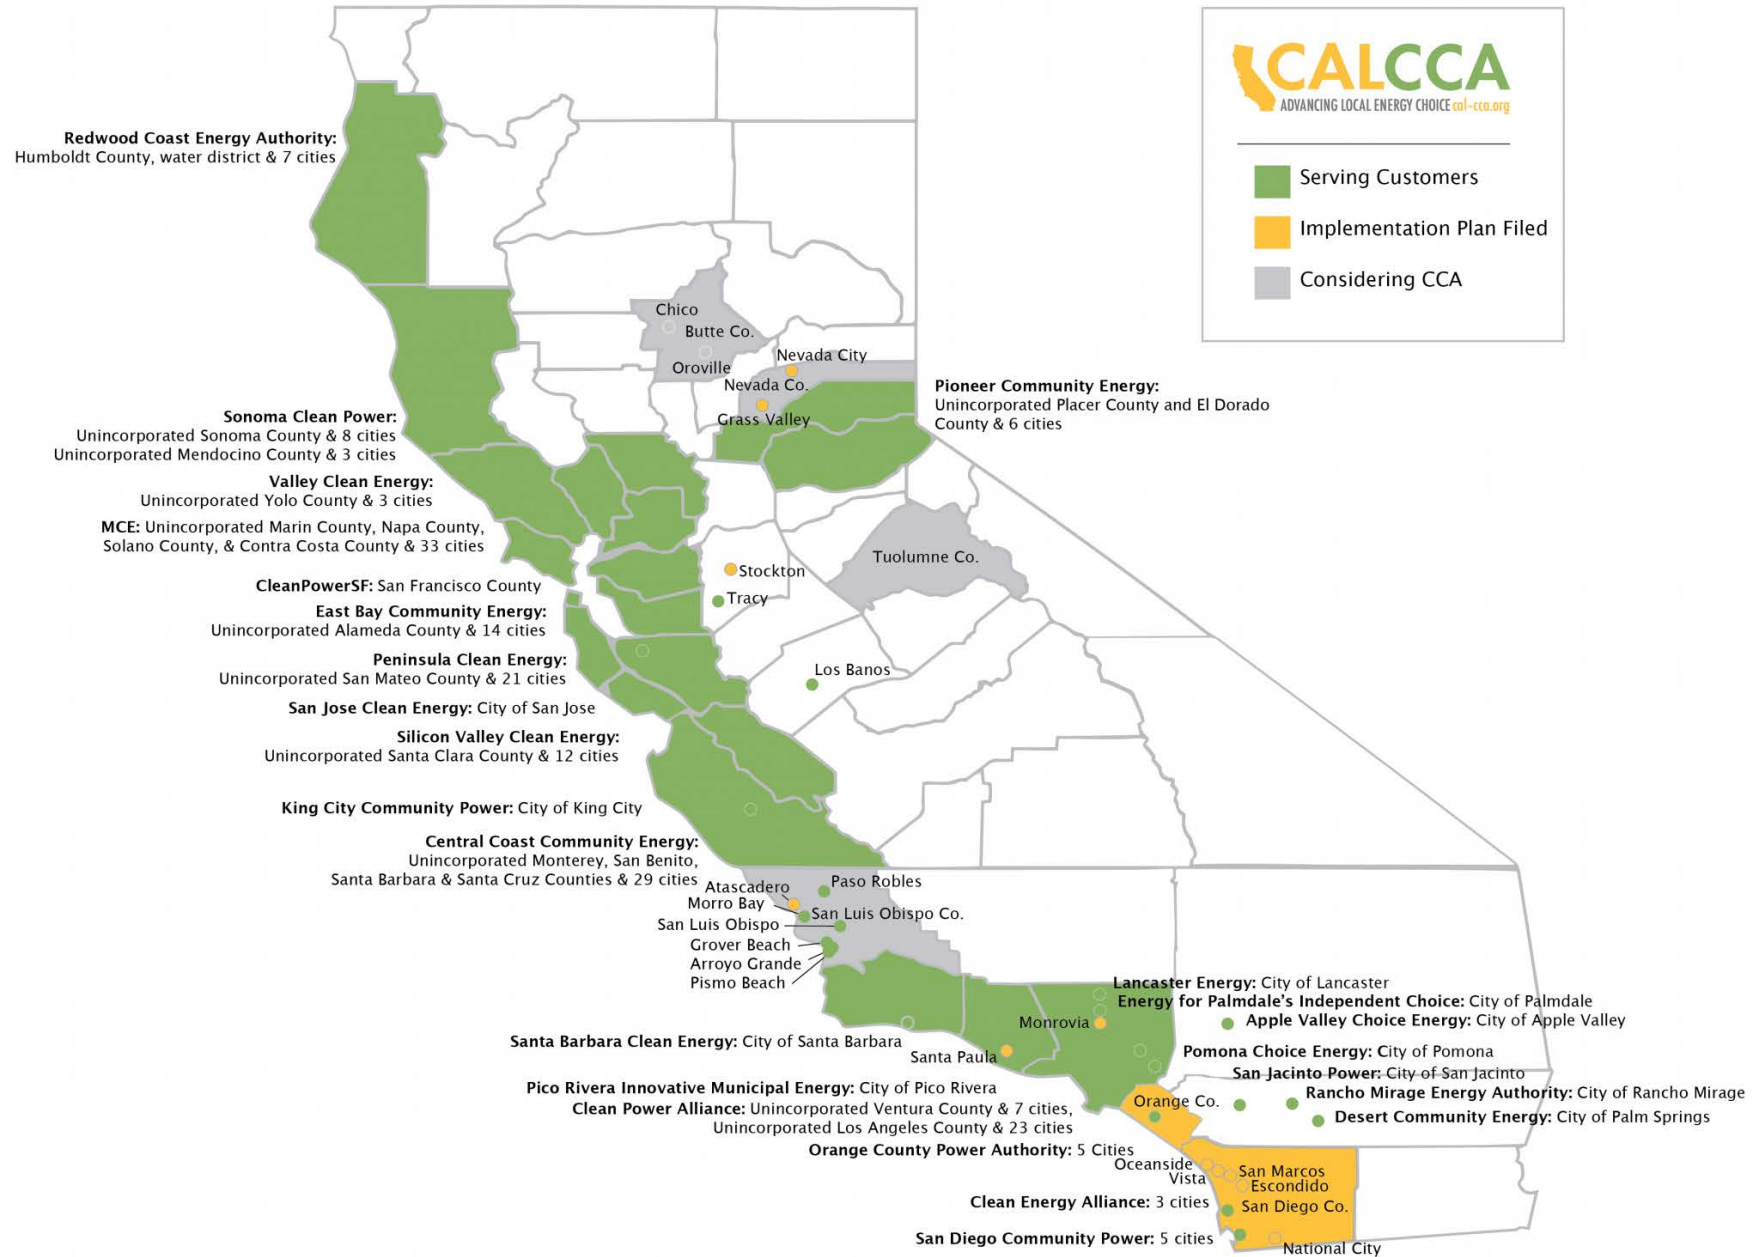 CALCCA
ADVANCING LOCAL ENERGY CHOICE cal-cca.org
Serving Customers
Implementation Plan Filed
Considering CCA
Redwood Coast Energy Authority:
Humboldt County, water district & 7 cities
Chico
Butte Co.
Oroville
Nevada City
Nevada Co.
Grass Valley
Pioneer Community Energy:
Unincorporated Placer County and El Dorado
County & 6 cities
Sonoma Clean Power:
Unincorporated Sonoma County & 8 cities
Unincorporated Mendocino County & 3 cities
Valley Clean Energy:
Unincorporated Yolo County & 3 cities
MCE: Unincorporated Marin County, Napa County,
Solano County, & Contra Costa County & 33 cities
Tuolumne Co.
Stockton
Tracy
CleanPowerSF: San Francisco County
East Bay Community Energy:
Unincorporated Alameda County & 14 cities
Peninsula Clean Energy:
Unincorporated San Mateo County & 21 cities
Los Banos
San Jose Clean Energy: City of San Jose
Silicon Valley Clean Energy:
Unincorporated Santa Clara County & 12 cities
King City Community Power: City of King City
Central Coast Community Energy:
Unincorporated Monterey, San Benito,
Santa Barbara & Santa Cruz Counties & 29 cities
Atascadero
Paso Robles
Morro Bay
San Luis Obispo Co.
San Luis Obispo
Grover Beach
Arroyo Grande
Pismo Beach
Lancaster Energy: City of Lancaster
Energy for Palmdale's Independent Choice: City of Palmdale
Monrovia
Apple Valley Choice Energy: City of Apple Valley
Santa Barbara Clean Energy: City of Santa Barbara
Santa Paula
Pomona Choice Energy: City of Pomona
San Jacinto Power: City of San Jacinto
Pico Rivera Innovative Municipal Energy: City of Pico Rivera
Rancho Mirage Energy Authority: City of Rancho Mirage
Clean Power Alliance: Unincorporated Ventura County & 7 cities,
Unincorporated Los Angeles County & 23 cities
Orange Co.
Desert Community Energy: City of Palm Springs
Orange County Power Authority: 5 Cities
Oceanside
Vista
San Marcos
Escondido
Clean Energy Alliance: 3 cities
San Diego Co.
San Diego Community Power: 5 cities
National City